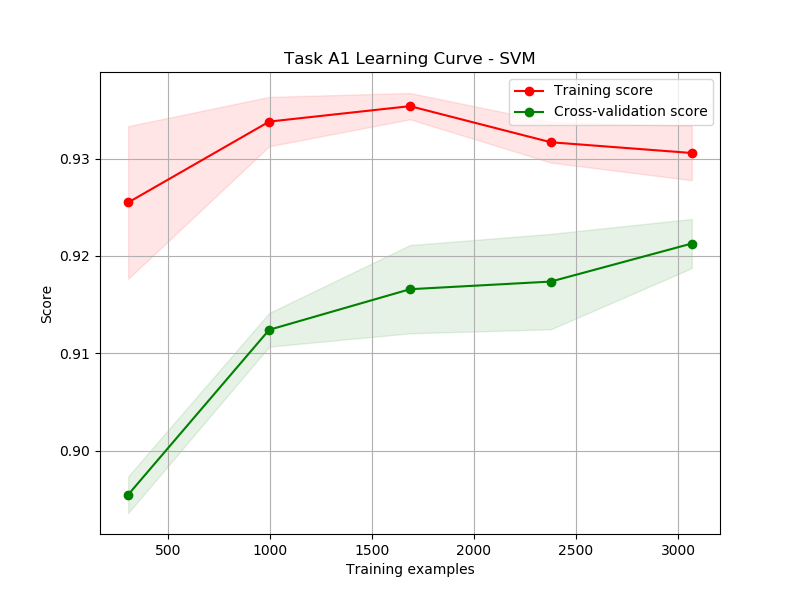 Task A1 Learning Curve - SVM
Training score
Cross-validation score
0.93
0.92
0.91
0.90
Score
500 1000 1500 2000 2500 3000
Training examples